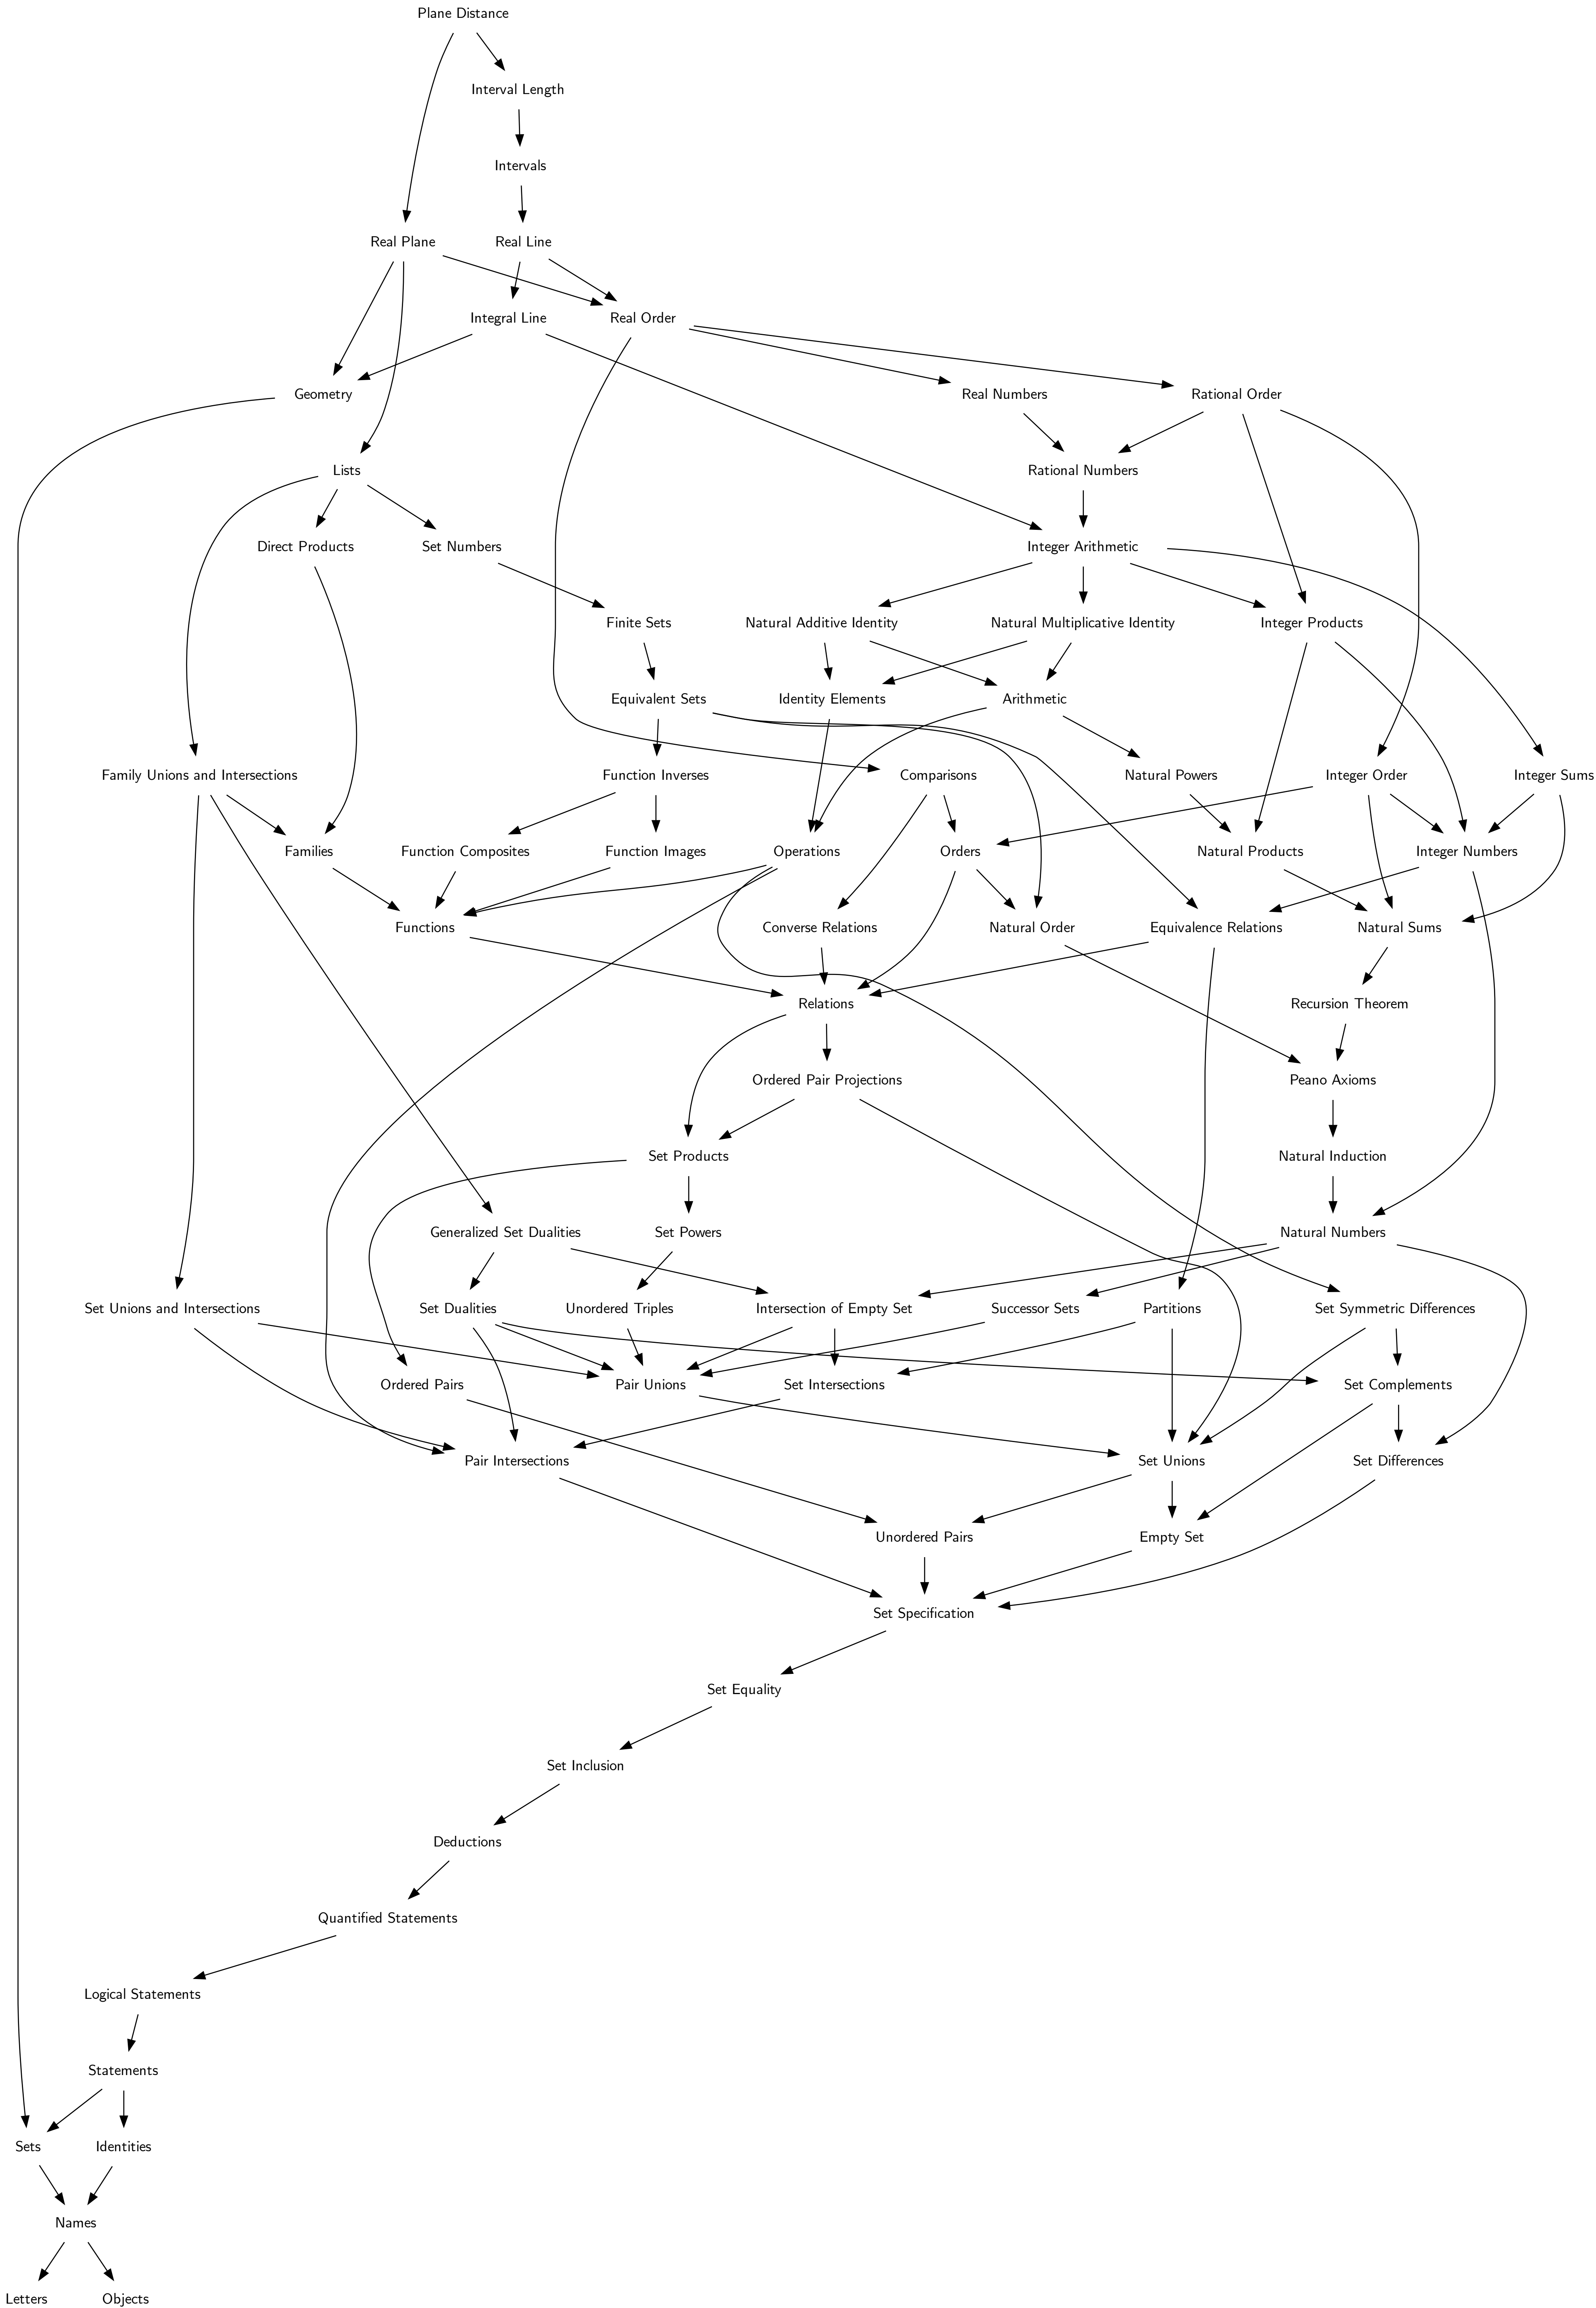 Plane Distance
Interval Length
Intervals
Real Plane
Real Line
Integral Line
Real Order
Geometry
Real Numbers
Rational Order
Lists
Rational Numbers
Direct Products
Set Numbers
Integer Arithmetic
Finite Sets
Natural Additive Identity
Natural Multiplicative Identity
Integer Products
Equivalent Sets
Identity Elements
Arithmetic
Family Unions and Intersections
Function Inverses
Comparisons
Natural Powers
Integer Order
Integer Sums
Families
Function Composites
Function Images
Operations
Orders
Natural Products
Integer Numbers
Functions
Converse Relations
Natural Order
Equivalence Relations
Natural Sums
Relations
Recursion Theorem
Ordered Pair Projections
Peano Axioms
Set Products
Natural Induction
Generalized Set Dualities
Set Powers
Natural Numbers
Set Unions and Intersections
Set Dualities
Unordered Triples
Intersection of Empty Set
Successor Sets
Partitions
Set Symmetric Differences
Ordered Pairs
Pair Unions
Set Intersections
Set Complements
Pair Intersections
Set Unions
Set Differences
Unordered Pairs
Empty Set
Set Specification
Set Equality
Set Inclusion
Deductions
Quantified Statements
Logical Statements
Statements
Sets
Identities
Names
Letters
Objects